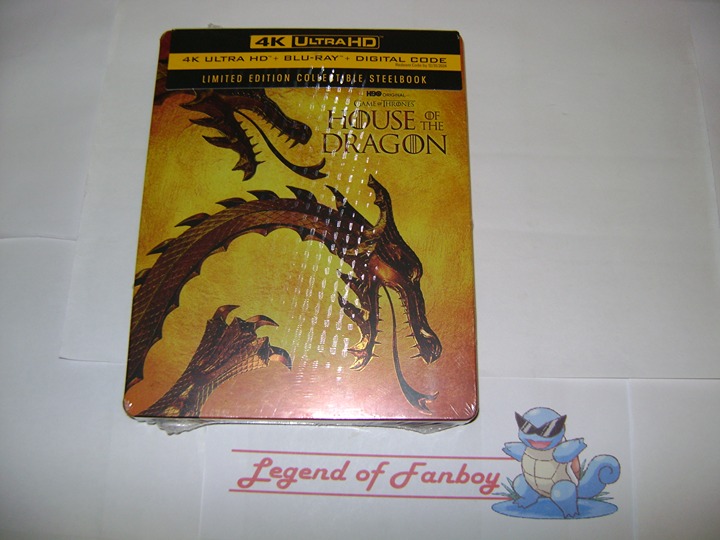 4K ULTRA HD
4K ULTRA HD + BLU-RAY + DIGITAL CODE
LIMITED EDITION COLLECTIBLE STEELBOOK
HBO ORIGINAL
GAME OF THRONES
HOUSE OF THE
DRAGON
Legend of Fanboy